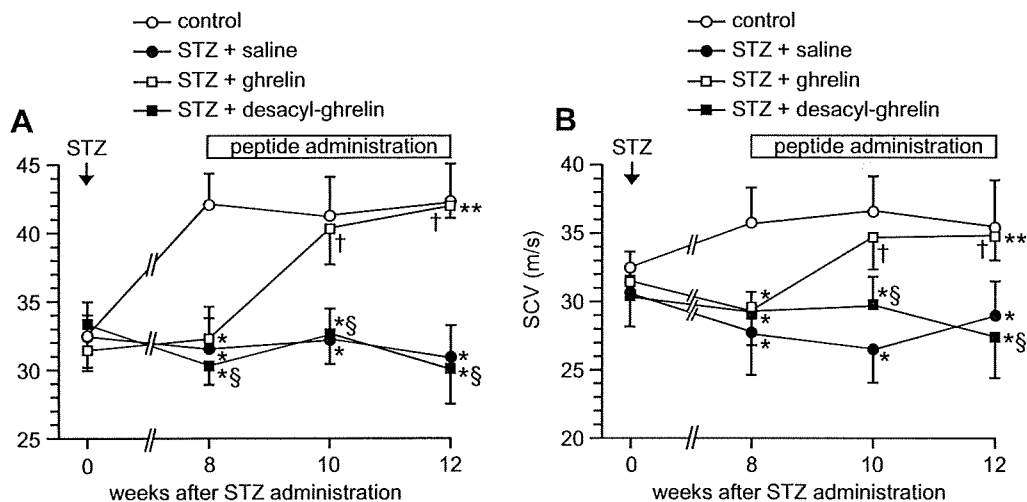 control
STZ + saline
STZ + ghrelin
STZ + desacyl-ghrelin
A
STZ
peptide administration
45
40
35
30
25
*
*
*§
*§
*
†
†
**
*
*§
0
8
10
12
weeks after STZ administration
control
STZ + saline
STZ + ghrelin
STZ + desacyl-ghrelin
B
STZ
peptide administration
SCV (m/s)
40
35
30
25
20
*
*
*
†
*§
*
†
**
*
*§
0
8
10
12
weeks after STZ administration